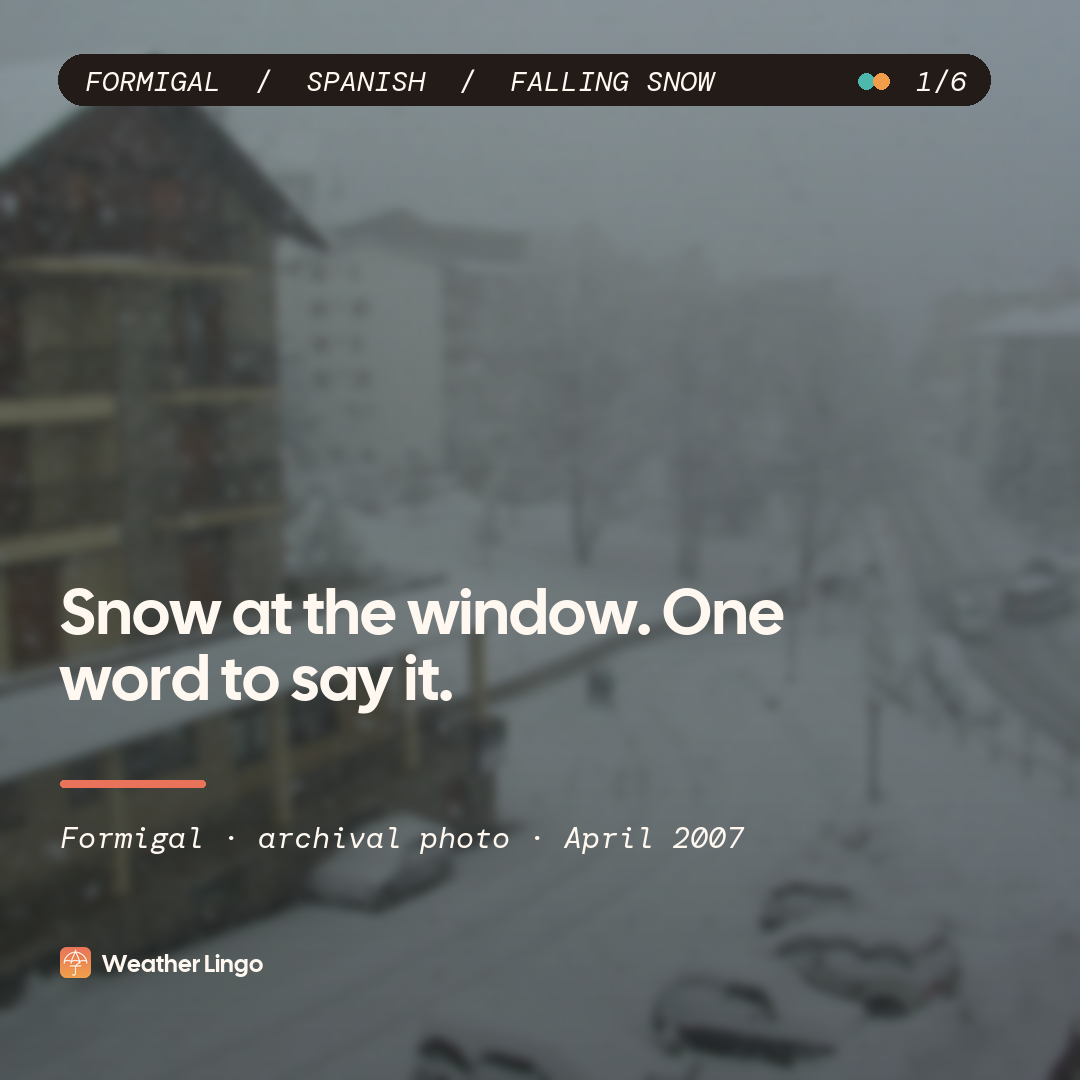 FORMIGAL / SPANISH / FALLING SNOW 1/6
Snow at the window. One
word to say it.
Formigal · archival photo · April 2007
Weather Lingo